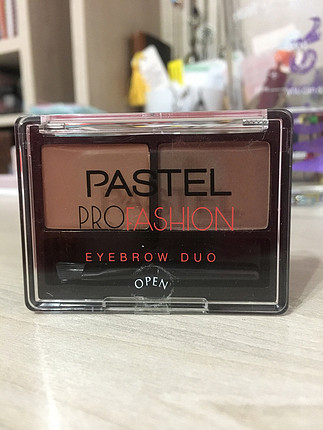 PASTEL
PROFASHION
EYEBROW DUO
OPEN